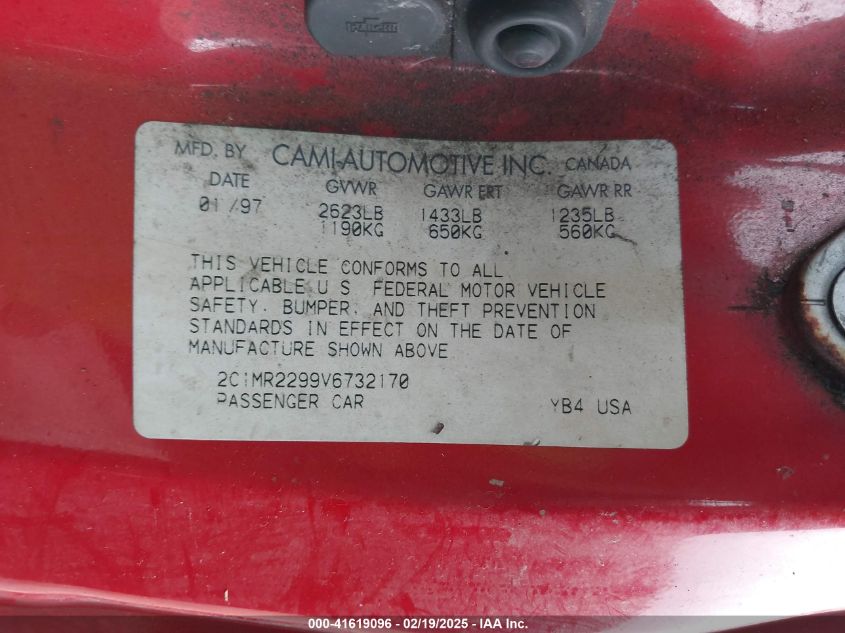 MFD. BY CAMI-AUTOMOTIVE INC. CANADA
DATE GVWR GAWR FRT GAWR RR
01/97 2623LB 1433LB 1235LB
1190KG 650KG 560KG
THIS VEHICLE CONFORMS TO ALL
APPLICABLE U S FEDERAL MOTOR VEHICLE
SAFETY. BUMPER. AND THEFT PREVENTION
STANDARDS IN EFFECT ON THE DATE OF
MANUFACTURE SHOWN ABOVE
2C1MR2299V6732170
PASSENGER CAR YB4 USA
000-41619096 - 02/19/2025 - IAA Inc.